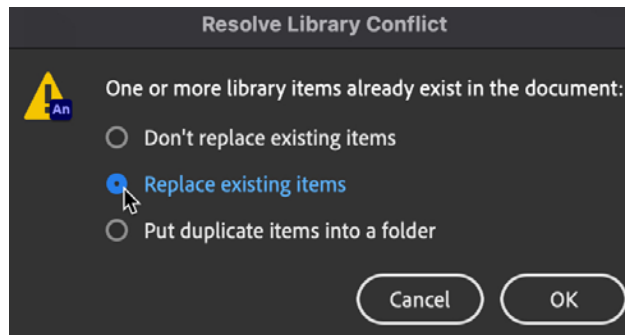 Resolve Library Conflict
An
One or more library items already exist in the document:
Don't replace existing items
Replace existing items
Put duplicate items into a folder
Cancel
OK